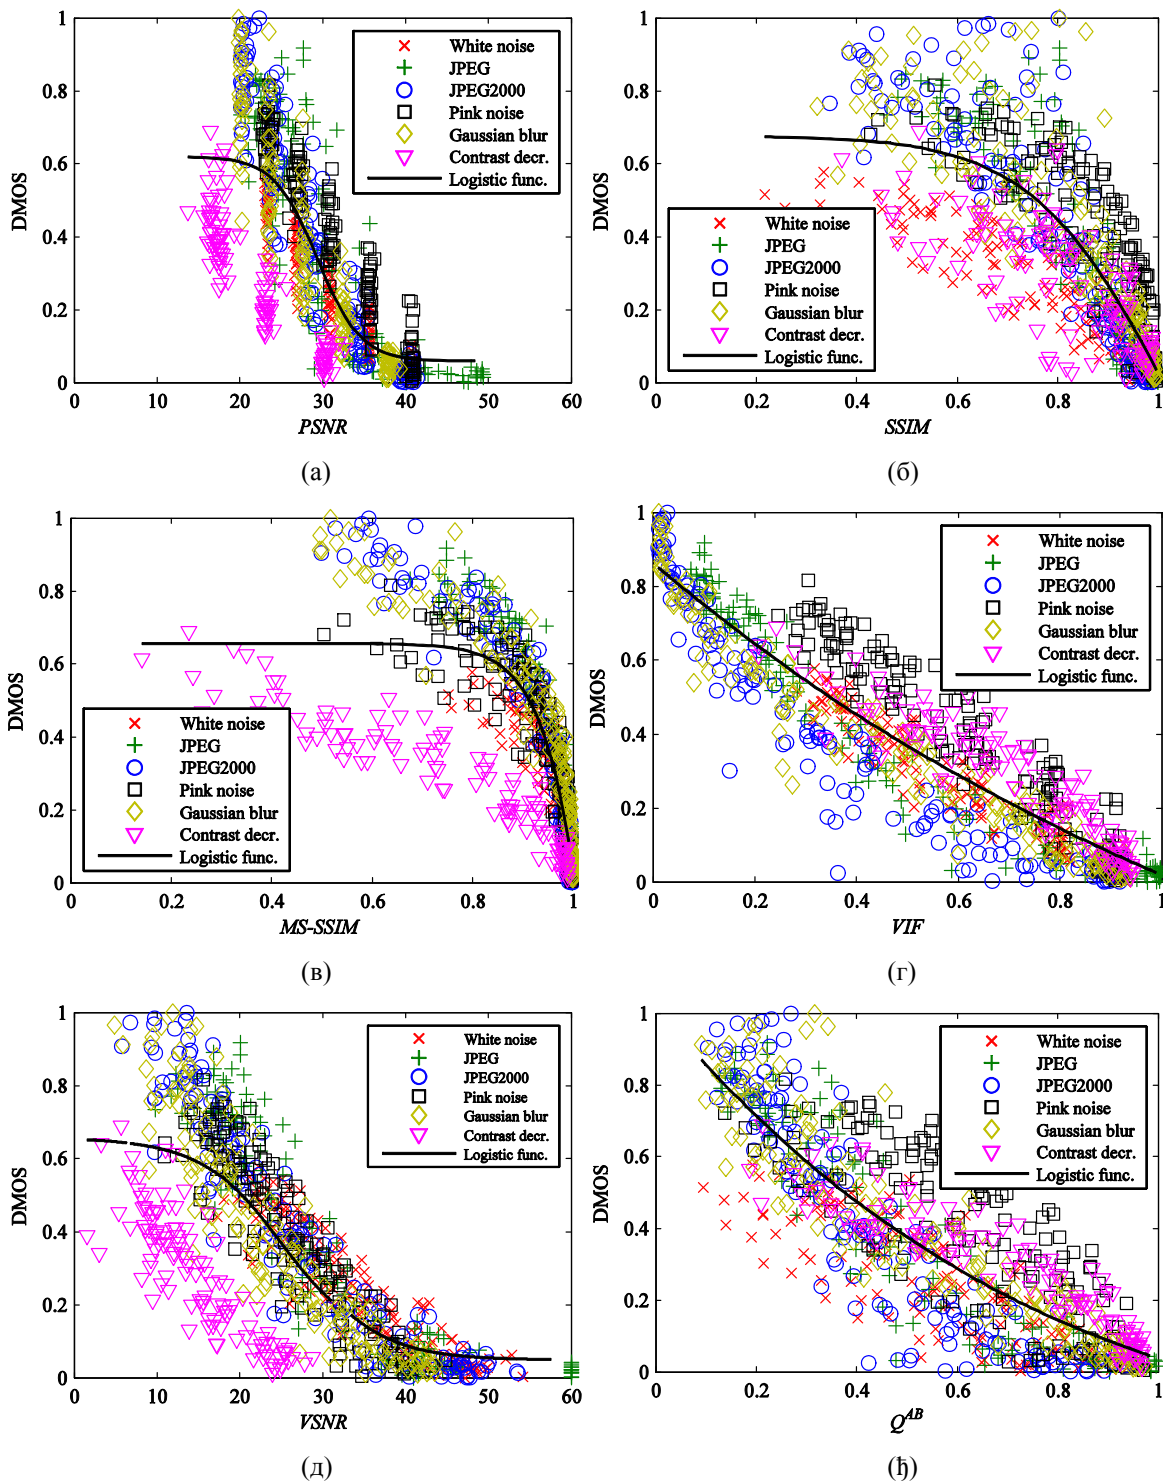 1
0.8
0.6
0.4
0.2
0
DMOS
White noise
JPEG
JPEG2000
Pink noise
Gaussian blur
Contrast decr.
Logistic func.
0 10 20 30 40 50 60
PSNR
(а)
1
0.8
0.6
0.4
0.2
0
DMOS
White noise
JPEG
JPEG2000
Pink noise
Gaussian blur
Contrast decr.
Logistic func.
0 0.2 0.4 0.6 0.8 1
SSIM
(б)
1
0.8
0.6
0.4
0.2
0
DMOS
White noise
JPEG
JPEG2000
Pink noise
Gaussian blur
Contrast decr.
Logistic func.
0 0.2 0.4 0.6 0.8 1
MS-SSIM
(в)
1
0.8
0.6
0.4
0.2
0
DMOS
White noise
JPEG
JPEG2000
Pink noise
Gaussian blur
Contrast decr.
Logistic func.
0 0.2 0.4 0.6 0.8 1
VIF
(г)
1
0.8
0.6
0.4
0.2
0
DMOS
White noise
JPEG
JPEG2000
Pink noise
Gaussian blur
Contrast decr.
Logistic func.
0 10 20 30 40 50 60
VSNR
(д)
1
0.8
0.6
0.4
0.2
0
DMOS
White noise
JPEG
JPEG2000
Pink noise
Gaussian blur
Contrast decr.
Logistic func.
0 0.2 0.4 0.6 0.8 1
Q^AB
(ђ)